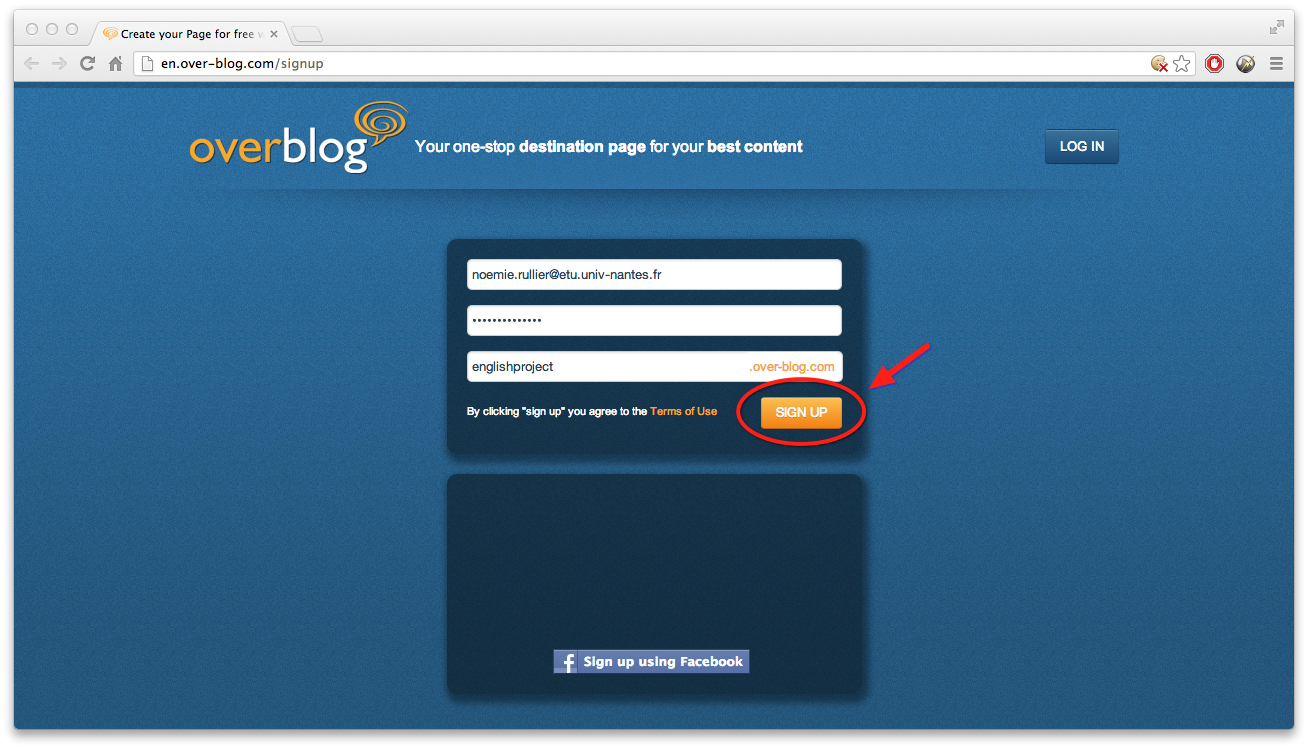 Create your Page for free w
en.over-blog.com/signup
overblog
Your one-stop destination page for your best content
LOG IN
noemie.rullier@etu.univ-nantes.fr
••••••••••••••
englishproject .over-blog.com
By clicking "sign up" you agree to the Terms of Use
SIGN UP
f Sign up using Facebook